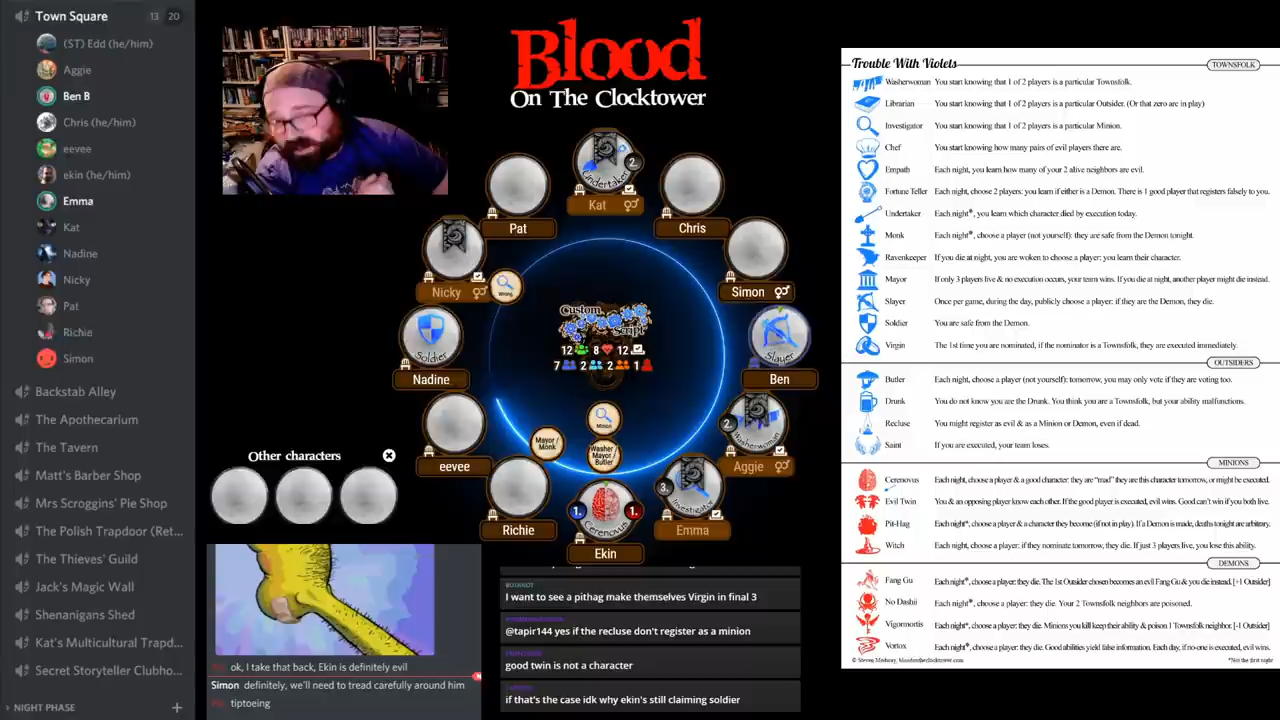 Town Square 13 20
(ST) Edd (he/him)
Aggie
Ben B
Chris (he/him)
eevee
ekin (he/him)
Emma
Kat
Nadine
Nicky
Pat
Richie
Simon
Backstab Alley
The Apothecarium
The Tavern
Matt's Barber Shop
Mrs Scroger's Pie Shop
The Polish Traitory (Ret...
The Thieves' Guild
Jack's Magic Wall
Shenaniganland
Kat's Magic Mural Trapd...
Secret Storyteller Clubho...
NIGHT PHASE
Blood
On The Clocktower
Undertaker
2.
Kat
Pat
Chris
Nicky
Wrong
Simon
Soldier
Nadine
Custom
Script
12 8 12
7 2 2 1
Slayer
Ben
eevee
Mayor /
Monk
Minion
Washer /
Mayor /
Butler
2.
Washerwoman
Aggie
Richie
1.
Cerenovus
1.
Ekin
3.
Investigator
Emma
Other characters
ok, I take that back, Ekin is definitely evil
Simon definitely, we'll need to tread carefully around him
tiptoeing
I want to see a pithag make themselves Virgin in final 3
@tapir144 yes if the recluse don't register as a minion
good twin is not a character
if that's the case idk why ekin's still claiming soldier
Trouble With Violets
TOWNSFOLK
Washerwoman You start knowing that 1 of 2 players is a particular Townsfolk.
Librarian You start knowing that 1 of 2 players is a particular Outsider. (Or that zero are in play)
Investigator You start knowing that 1 of 2 players is a particular Minion.
Chef You start knowing how many pairs of evil players there are.
Empath Each night, you learn how many of your 2 alive neighbors are evil.
Fortune Teller Each night, choose 2 players: you learn if either is a Demon. There is 1 good player that registers falsely to you.
Undertaker Each night*, you learn which character died by execution today.
Monk Each night*, choose a player (not yourself): they are safe from the Demon tonight.
Ravenkeeper If you die at night, you are woken to choose a player: you learn their character.
Mayor If only 3 players live & no execution occurs, your team wins. If you die at night, another player might die instead.
Slayer Once per game, during the day, publicly choose a player: if they are the Demon, they die.
Soldier You are safe from the Demon.
Virgin The 1st time you are nominated, if the nominator is a Townsfolk, they are executed immediately.
OUTSIDERS
Butler Each night, choose a player (not yourself): tomorrow, you may only vote if they are voting too.
Drunk You do not know you are the Drunk. You think you are a Townsfolk, but your ability malfunctions.
Recluse You might register as evil & as a Minion or Demon, even if dead.
Saint If you are executed, your team loses.
MINIONS
Cerenovus Each night, choose a player & a good character: they are "mad" they are this character tomorrow, or might be executed.
Evil Twin You & an opposing player know each other. If the good player is executed, evil wins. Good can't win if you both live.
Pit-Hag Each night*, choose a player & a character they become (if not in play). If a Demon is made, deaths tonight are arbitrary.
Witch Each night, choose a player: if they nominate tomorrow, they die. If just 3 players live, you lose this ability.
DEMONS
Fang Gu Each night*, choose a player: they die. The 1st Outsider chosen becomes an evil Fang Gu & you die instead. [+1 Outsider]
No Dashii Each night*, choose a player: they die. Your 2 Townsfolk neighbors are poisoned.
Vigormortis Each night*, choose a player: they die. Minions you kill keep their ability & poison 1 Townsfolk neighbor. [-1 Outsider]
Vortox Each night*, choose a player: they die. Good abilities yield false information. Each day, if no-one is executed, evil wins.
© Steven Medway, bloodontheclocktower.com *Not the first night